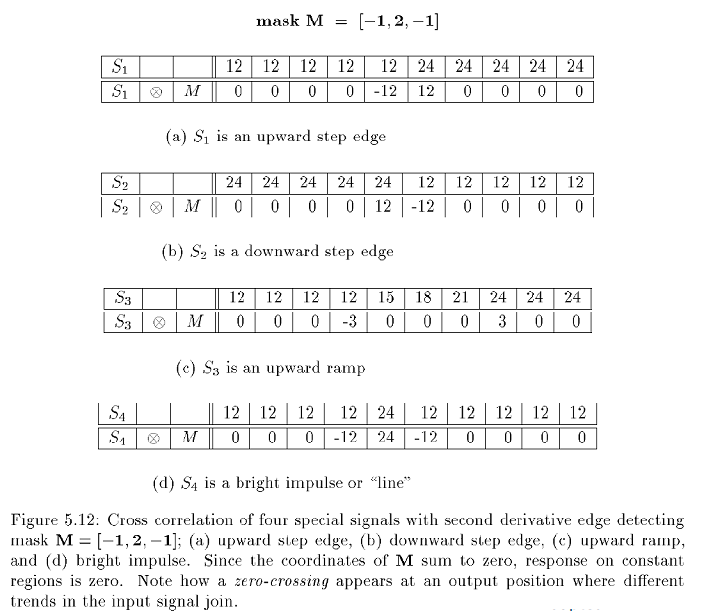 mask M = [−1, 2, −1]
S1 12 12 12 12 12 24 24 24 24 24
S1 ⊗ M 0 0 0 0 -12 12 0 0 0 0
(a) S1 is an upward step edge
S2 24 24 24 24 24 12 12 12 12 12
S2 ⊗ M 0 0 0 0 12 -12 0 0 0 0
(b) S2 is a downward step edge
S3 12 12 12 12 15 18 21 24 24 24
S3 ⊗ M 0 0 0 -3 0 0 0 3 0 0
(c) S3 is an upward ramp
S4 12 12 12 12 24 12 12 12 12 12
S4 ⊗ M 0 0 0 -12 24 -12 0 0 0 0
(d) S4 is a bright impulse or “line”
Figure 5.12: Cross correlation of four special signals with second derivative edge detecting
mask M = [−1, 2, −1]; (a) upward step edge, (b) downward step edge, (c) upward ramp,
and (d) bright impulse. Since the coordinates of M sum to zero, response on constant
regions is zero. Note how a zero-crossing appears at an output position where different
trends in the input signal join.